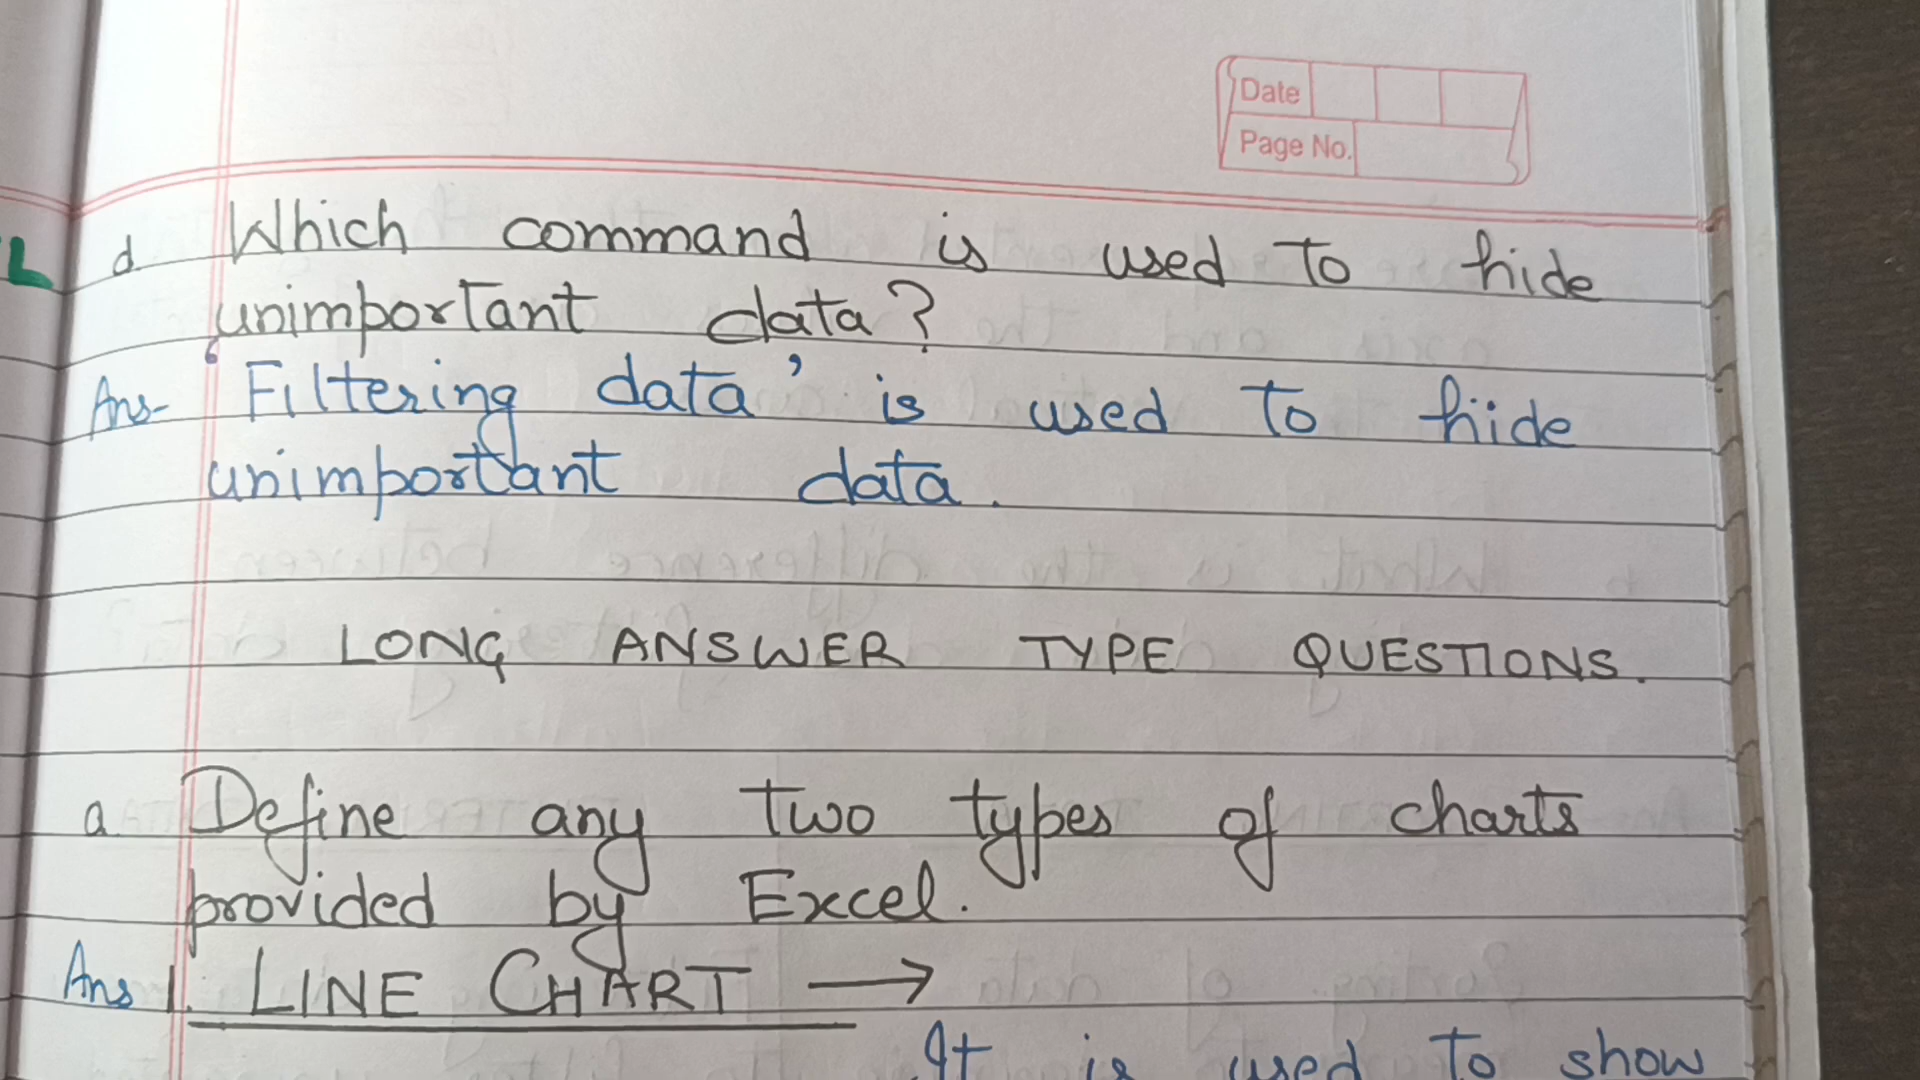 Date
Page No.
d Which command is used to hide
unimportant data?
Ans- 'Filtering data' is used to hide
unimportant data.
LONG ANSWER TYPE QUESTIONS.
a Define any two types of charts
provided by Excel.
Ans 1. LINE CHART →
It is used to show